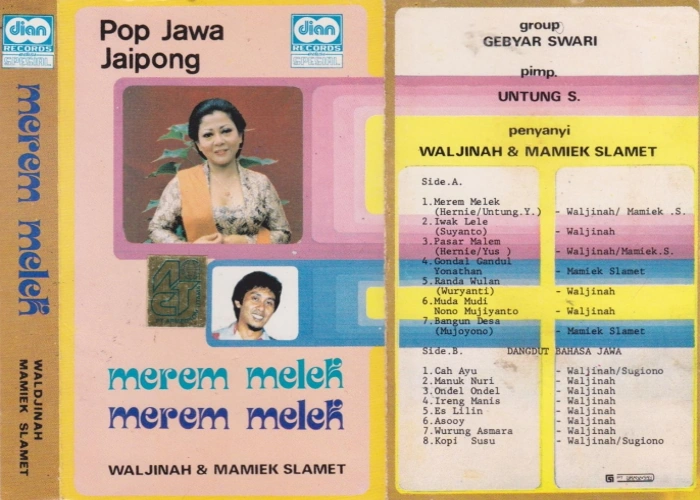 dian
RECORDS
SPESIAL
merem melek
WALDJINAH
MAMIEK SLAMET
Pop Jawa
Jaipong
dian
RECORDS
SPESIAL
merem melek
merem melek
WALJINAH & MAMIEK SLAMET
group
GEBYAR SWARI
pimp.
UNTUNG S.
penyanyi
WALJINAH & MAMIEK SLAMET
Side.A.
1.Merem Melek
(Hernie/Untung.Y.) - Waljinah/ Mamiek .S.
2.Iwak Lele
(Suyanto) - Waljinah
3.Pasar Malem
(Hernie/Yus ) - Waljinah/Mamiek.S.
4.Gondal Gandul
Yonathan - Mamiek Slamet
5.Randa Wulan
(Wuryanti) - Waljinah
6.Muda Mudi
Nono Mujiyanto - Waljinah
7.Bangun Desa
(Mujoyono) - Mamiek Slamet
Side.B. DANGDUT BAHASA JAWA
1.Cah Ayu - Waljinah/Sugiono
2.Manuk Nuri - Waljinah
3.Ondel Ondel - Waljinah
4.Ireng Manis - Waljinah
5.Es Lilin - Waljinah
6.Asooy - Waljinah
7.Wurung Asmara - Waljinah
8.Kopi Susu - Waljinah/Sugiono